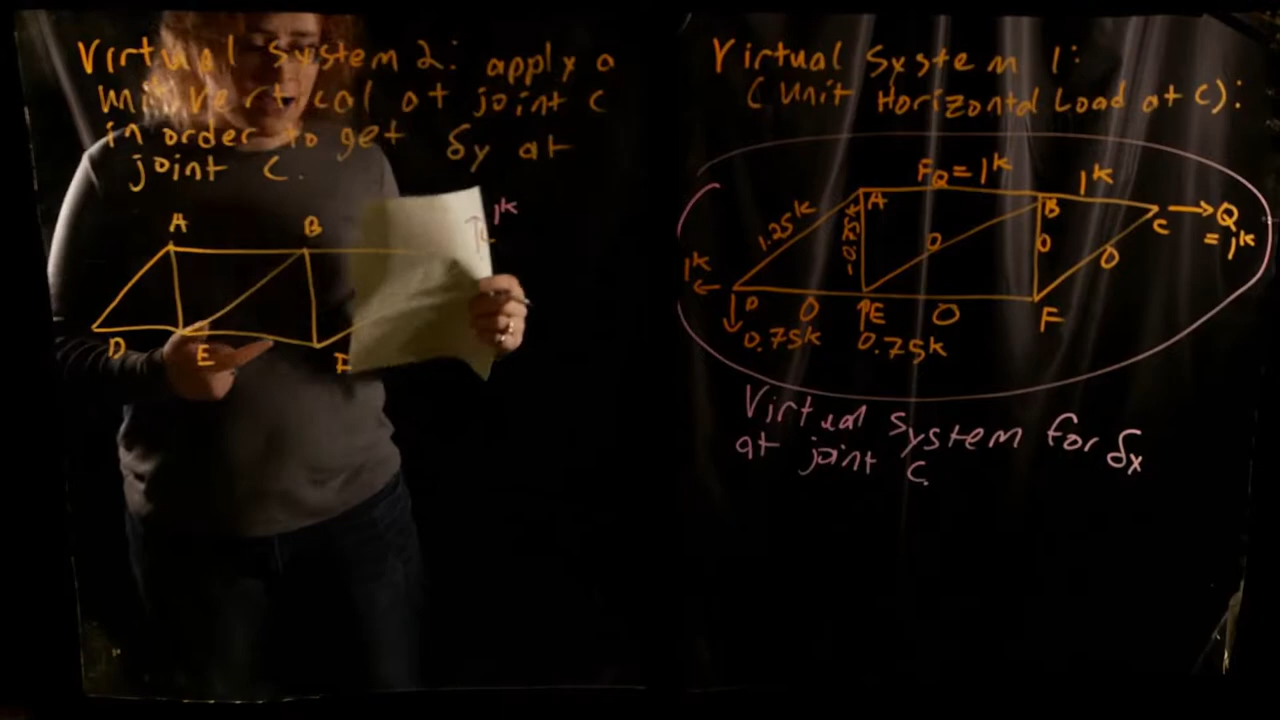 Virtual System 2: apply a
unit vertical at joint C
in order to get δy at
joint C.
A B
1k
D E F
Virtual System 1:
(Unit Horizontal Load at C):
FQ = 1k 1k
A B
1.25k -0.75k 0 0 0 C Q
= 1k
1k
D 0 E 0 F
0.75k 0.75k
Virtual system for δx
at joint C.